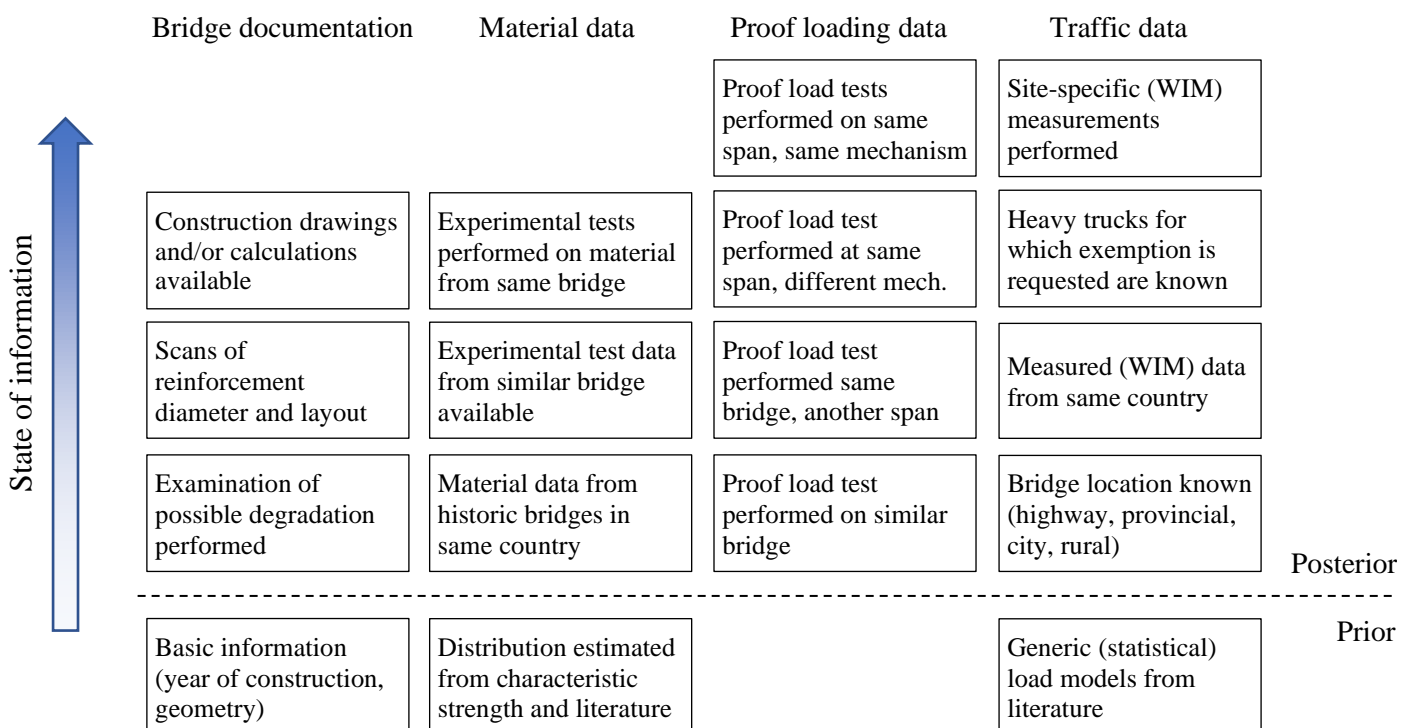 Bridge documentation
Material data
Proof loading data
Traffic data
Proof load tests
performed on same
span, same mechanism
Site-specific (WIM)
measurements
performed
Construction drawings
and/or calculations
available
Experimental tests
performed on material
from same bridge
Proof load test
performed at same
span, different mech.
Heavy trucks for
which exemption is
requested are known
Scans of
reinforcement
diameter and layout
Experimental test data
from similar bridge
available
Proof load test
performed same
bridge, another span
Measured (WIM) data
from same country
Examination of
possible degradation
performed
Material data from
historic bridges in
same country
Proof load test
performed on similar
bridge
Bridge location known
(highway, provincial,
city, rural)
Posterior
Prior
Basic information
(year of construction,
geometry)
Distribution estimated
from characteristic
strength and literature
Generic (statistical)
load models from
literature
State of information